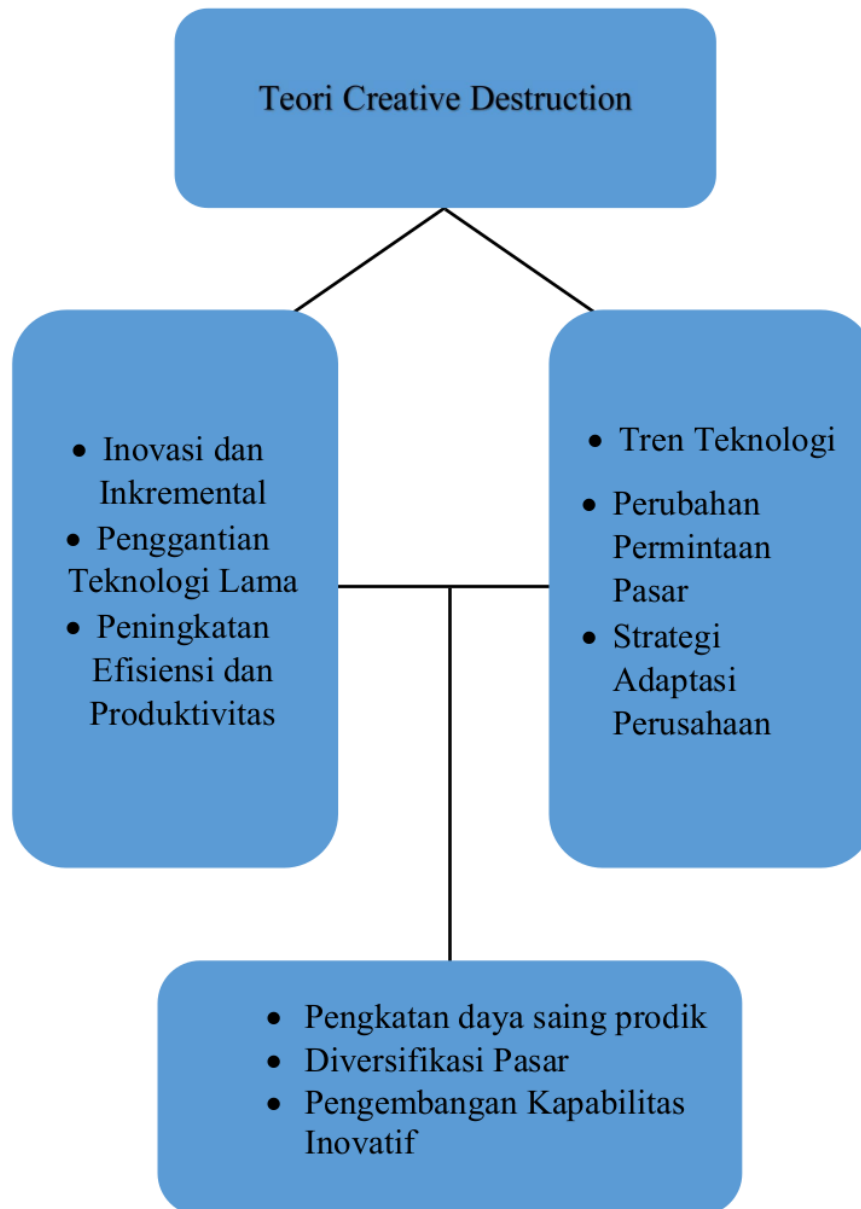 Teori Creative Destruction
• Inovasi dan
Inkremental
• Penggantian
Teknologi Lama
• Peningkatan
Efisiensi dan
Produktivitas
• Tren Teknologi
• Perubahan
Permintaan
Pasar
• Strategi
Adaptasi
Perusahaan
• Pengkatan daya saing prodik
• Diversifikasi Pasar
• Pengembangan Kapabilitas
Inovatif